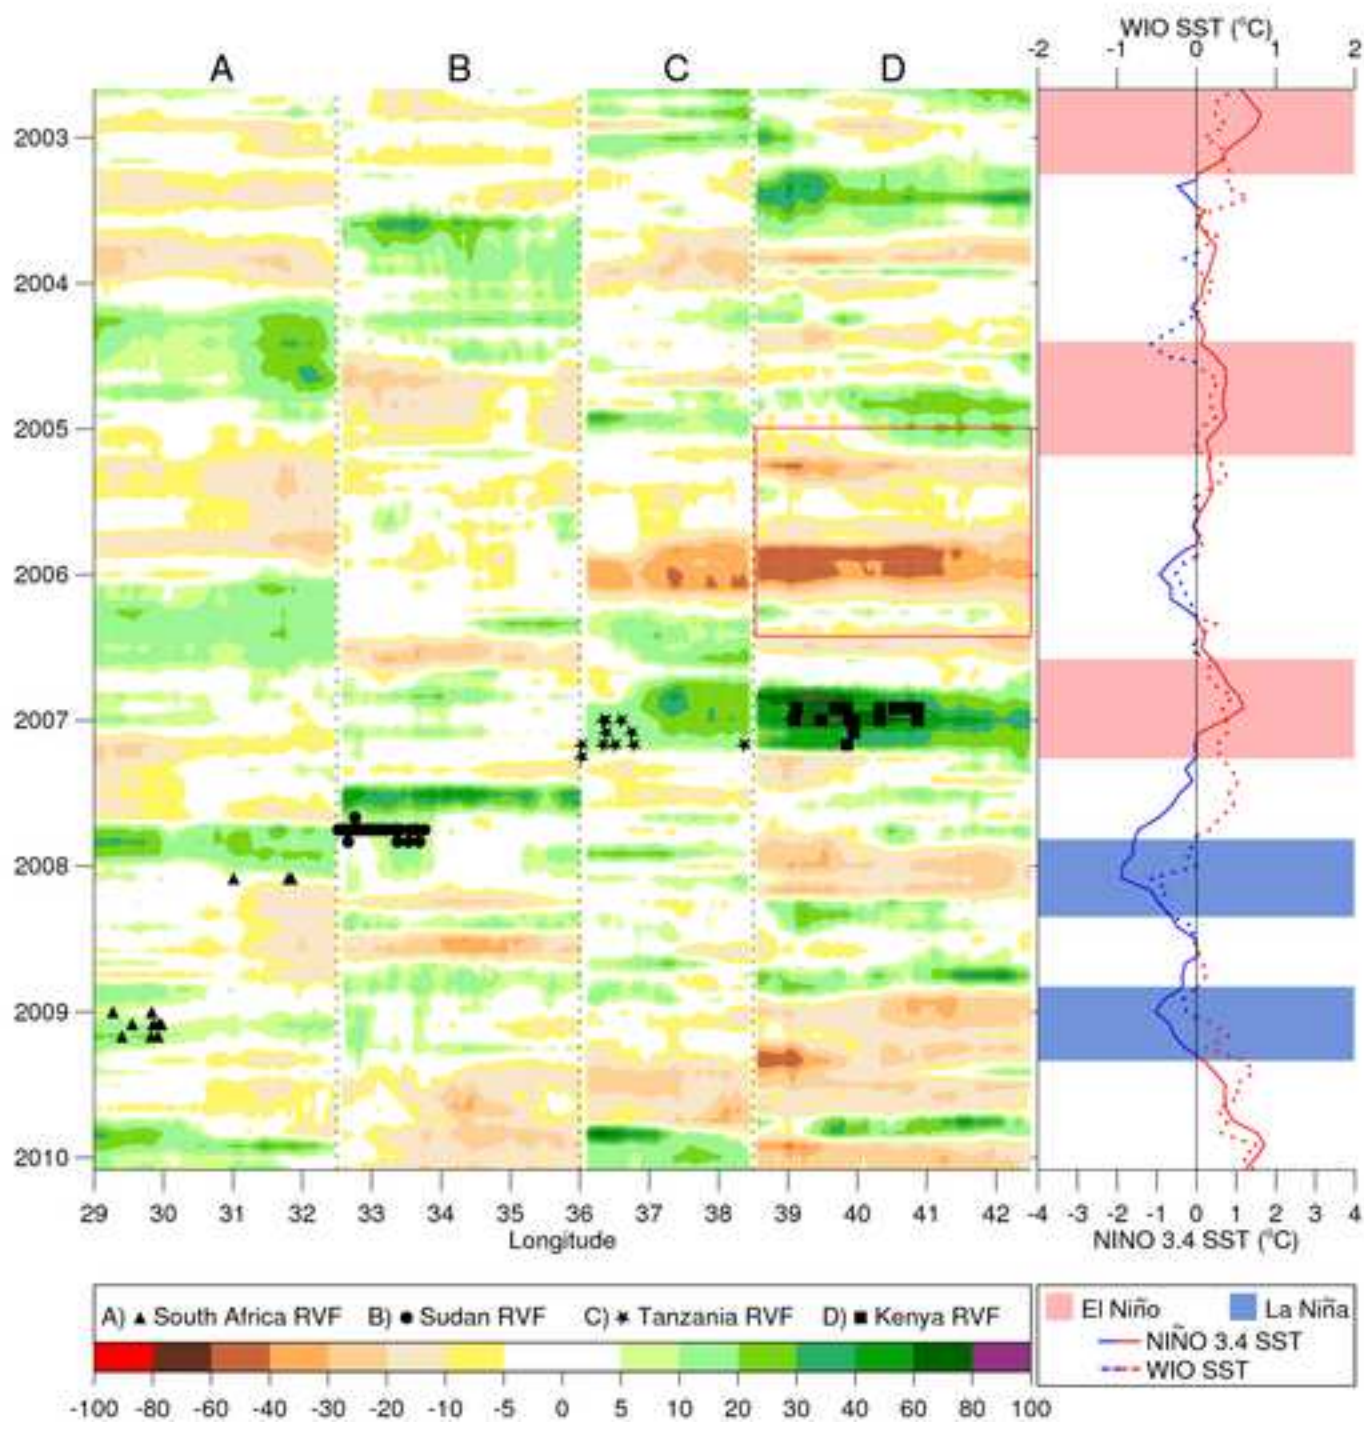 WIO SST (°C)
-2 -1 0 1 2
A B C D
2003
2004
2005
2006
2007
2008
2009
2010
29 30 31 32 33 34 35 36 37 38 39 40 41 42 -4 -3 -2 -1 0 1 2 3 4
Longitude NINO 3.4 SST (°C)
A) ▲ South Africa RVF B) ● Sudan RVF C) ★ Tanzania RVF D) ■ Kenya RVF
El Niño La Niña
NIÑO 3.4 SST
WIO SST
-100 -80 -60 -40 -20 -10 -5 0 5 10 20 30 40 60 80 100